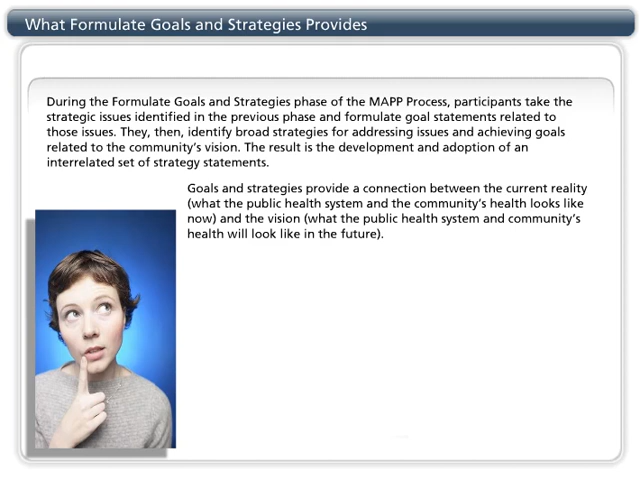 What Formulate Goals and Strategies Provides
During the Formulate Goals and Strategies phase of the MAPP Process, participants take the
strategic issues identified in the previous phase and formulate goal statements related to
those issues. They, then, identify broad strategies for addressing issues and achieving goals
related to the community’s vision. The result is the development and adoption of an
interrelated set of strategy statements.
Goals and strategies provide a connection between the current reality
(what the public health system and the community’s health looks like
now) and the vision (what the public health system and community’s
health will look like in the future).